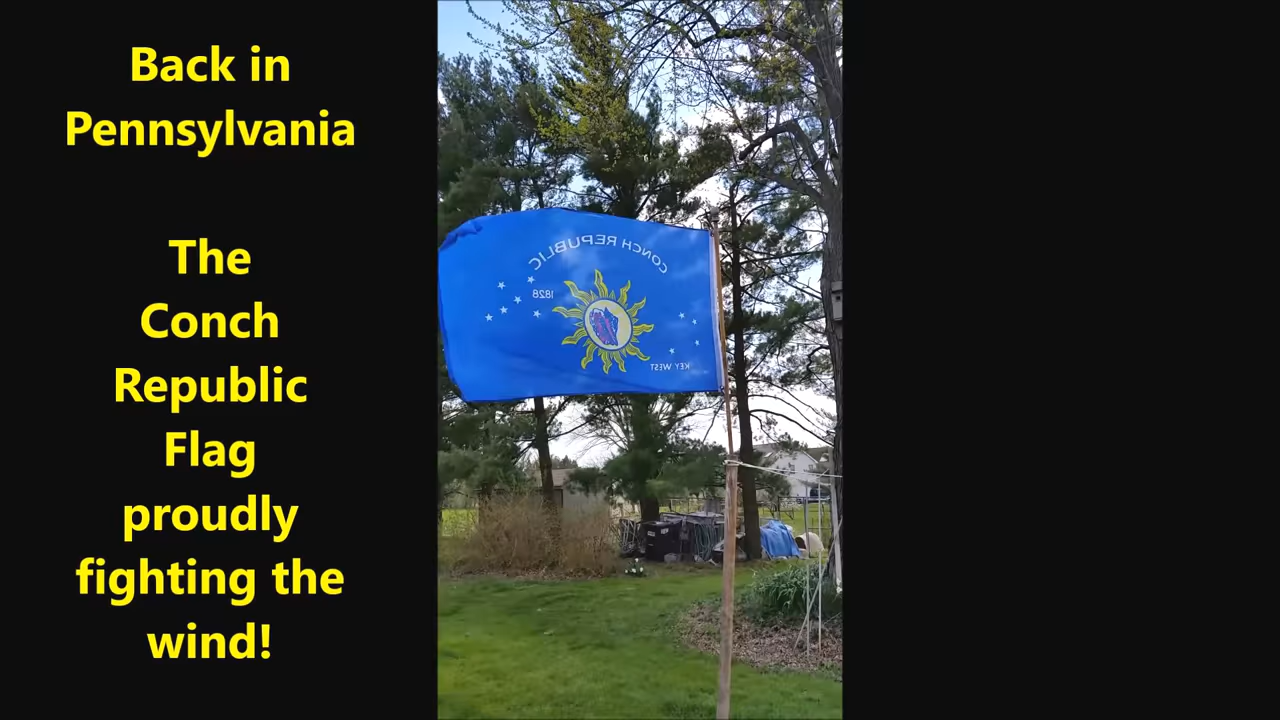 Back in
Pennsylvania
The
Conch
Republic
Flag
proudly
fighting the
wind!
CONCH REPUBLIC
1828
KEY WEST